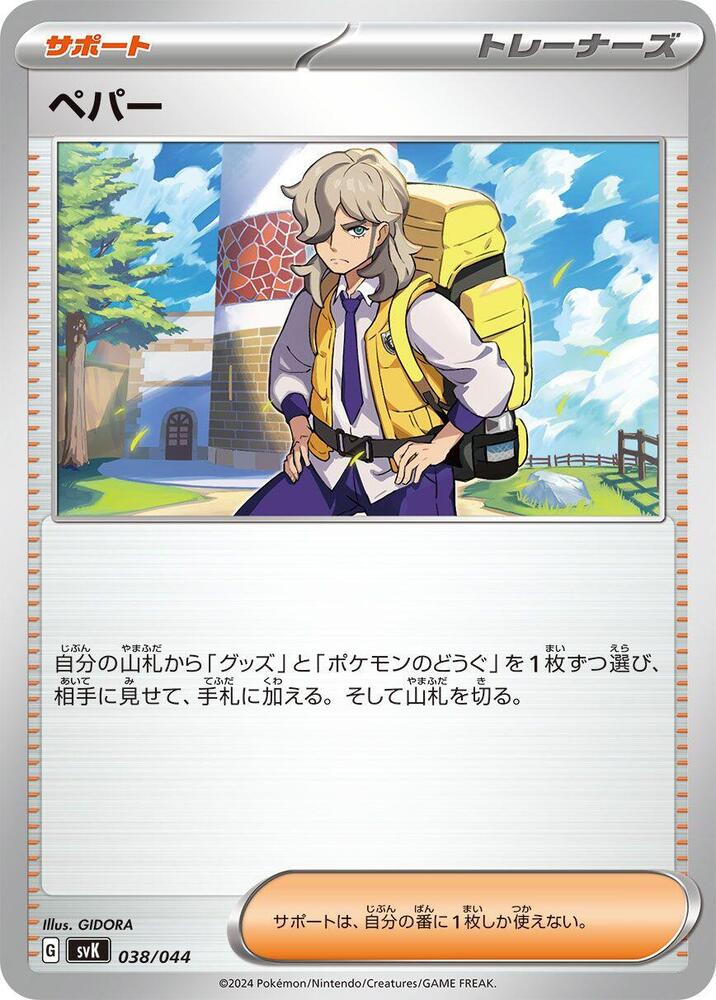 サポート
トレーナーズ
ペパー
自分の山札から「グッズ」と「ポケモンのどうぐ」を1枚ずつ選び、
相手に見せて、手札に加える。そして山札を切る。
サポートは、自分の番に1枚しか使えない。
Illus. GIDORA
G svK 038/044
©2024 Pokémon/Nintendo/Creatures/GAME FREAK.